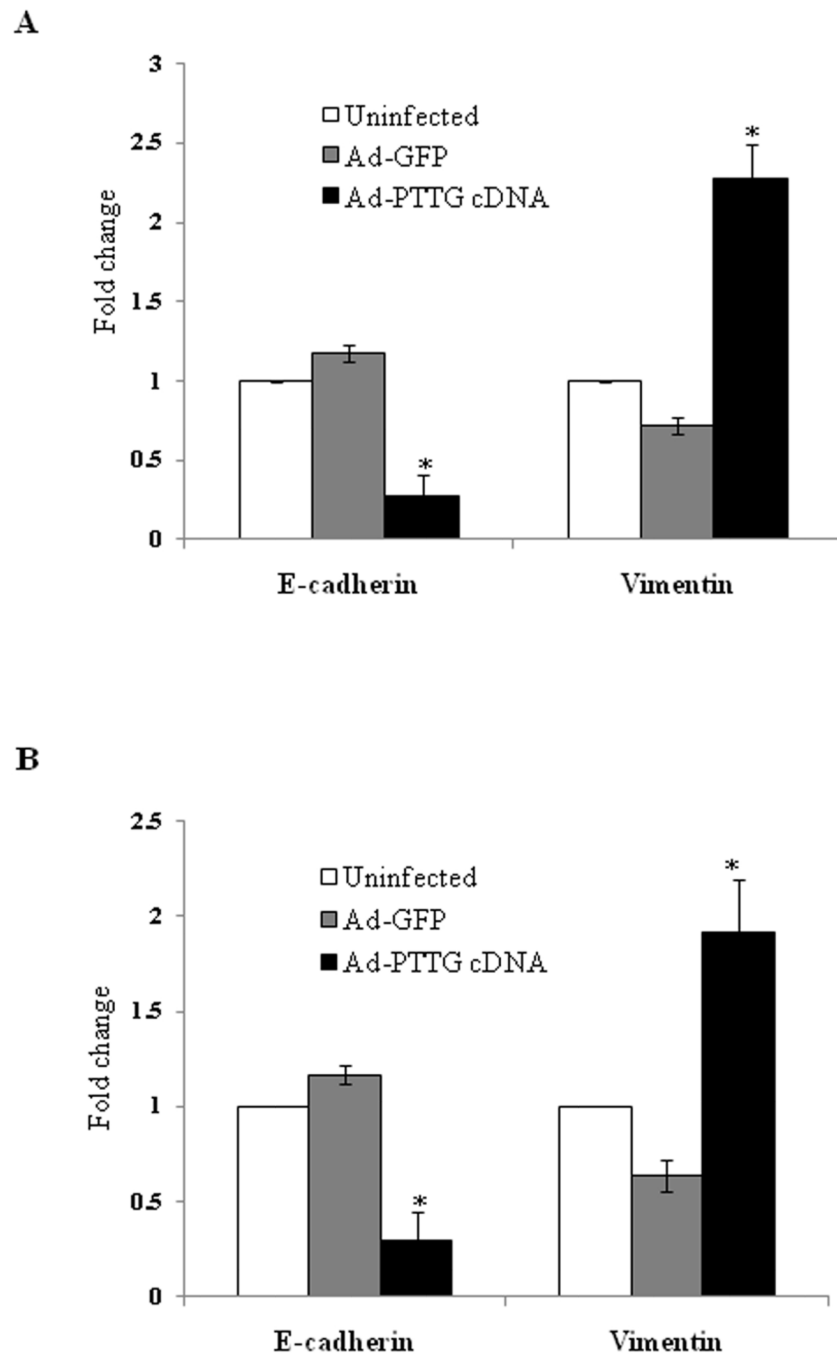 A
3
2.5
2
1.5
1
0.5
0
Fold change
Uninfected
Ad-GFP
Ad-PTTG cDNA
*
*
E-cadherin
Vimentin
B
2.5
2
1.5
1
0.5
0
Fold change
Uninfected
Ad-GFP
Ad-PTTG cDNA
*
*
E-cadherin
Vimentin